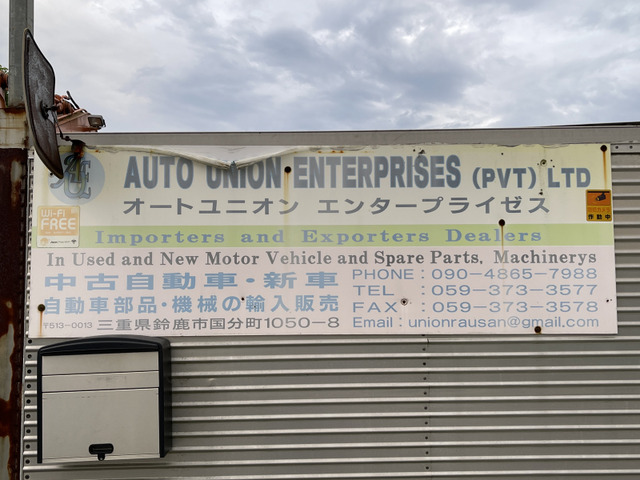 AUE
AUTO UNION ENTERPRISES (PVT) LTD
オートユニオン エンタープライゼス
Wi-Fi
FREE
作動中
Importers and Exporters Dealers
In Used and New Motor Vehicle and Spare Parts, Machinerys
中古自動車・新車
自動車部品・機械の輸入販売
〒513-0013 三重県鈴鹿市国分町1050-8
PHONE : 090-4865-7988
TEL : 059-373-3577
FAX : 059-373-3578
Email : unionrausan@gmail.com